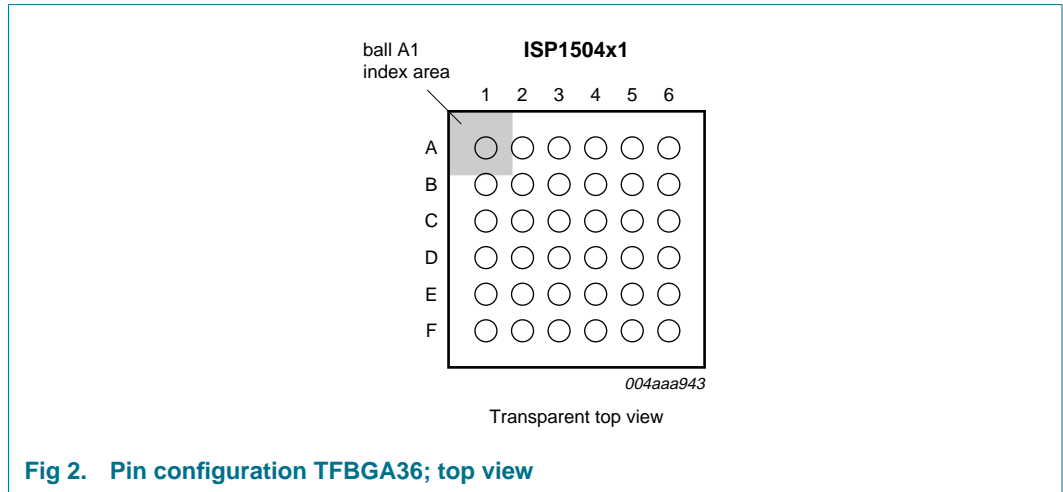 ball A1
index area
ISP1504x1
1 2 3 4 5 6
A
B
C
D
E
F
004aaa943
Transparent top view
Fig 2. Pin configuration TFBGA36; top view